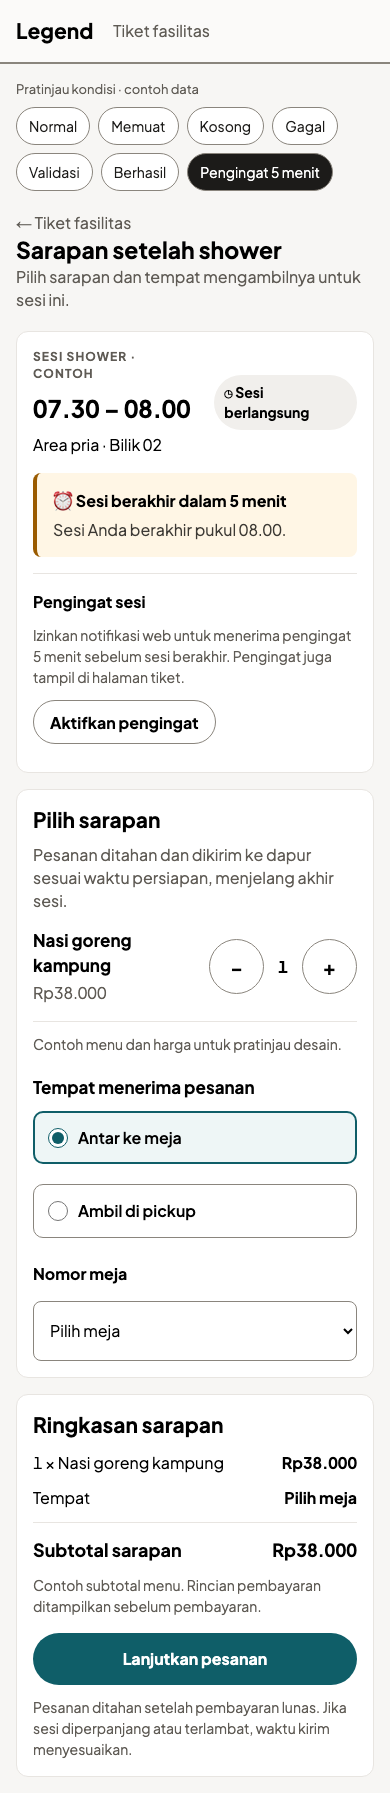 Legend Tiket fasilitas
Pratinjau kondisi · contoh data
Normal Memuat Kosong Gagal
Validasi Berhasil Pengingat 5 menit
← Tiket fasilitas
Sarapan setelah shower
Pilih sarapan dan tempat mengambilnya untuk
sesi ini.
SESI SHOWER ·
CONTOH
07.30 – 08.00
Area pria · Bilik 02
◷ Sesi
berlangsung
⏰ Sesi berakhir dalam 5 menit
Sesi Anda berakhir pukul 08.00.
Pengingat sesi
Izinkan notifikasi web untuk menerima pengingat
5 menit sebelum sesi berakhir. Pengingat juga
tampil di halaman tiket.
Aktifkan pengingat
Pilih sarapan
Pesanan ditahan dan dikirim ke dapur
sesuai waktu persiapan, menjelang akhir
sesi.
Nasi goreng
kampung
Rp38.000
− 1 +
Contoh menu dan harga untuk pratinjau desain.
Tempat menerima pesanan
Antar ke meja
Ambil di pickup
Nomor meja
Pilih meja
Ringkasan sarapan
1 × Nasi goreng kampung Rp38.000
Tempat Pilih meja
Subtotal sarapan Rp38.000
Contoh subtotal menu. Rincian pembayaran
ditampilkan sebelum pembayaran.
Lanjutkan pesanan
Pesanan ditahan setelah pembayaran lunas. Jika
sesi diperpanjang atau terlambat, waktu kirim
menyesuaikan.